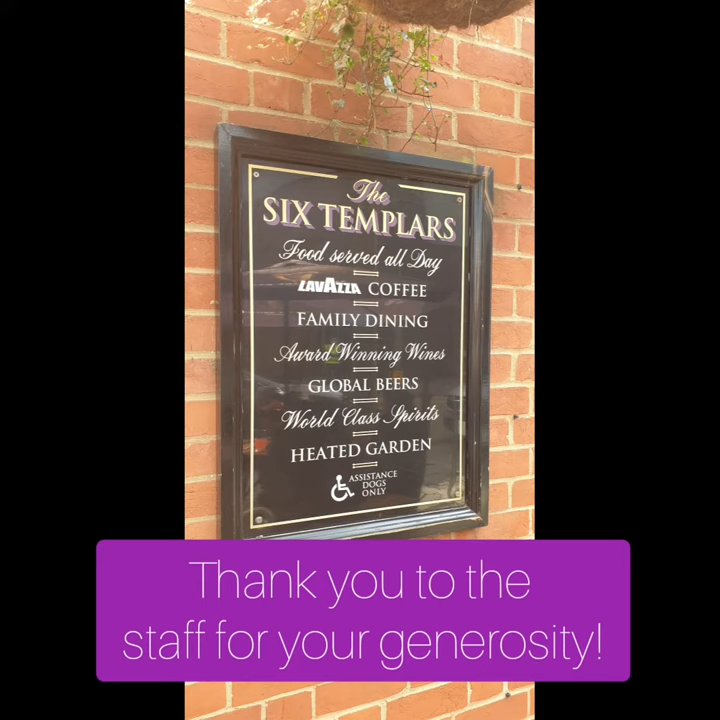 The
SIX TEMPLARS
Food served all Day
LAVAZZA COFFEE
FAMILY DINING
Award Winning Wines
GLOBAL BEERS
World Class Spirits
HEATED GARDEN
ASSISTANCE
DOGS
ONLY
Thank you to the
staff for your generosity!